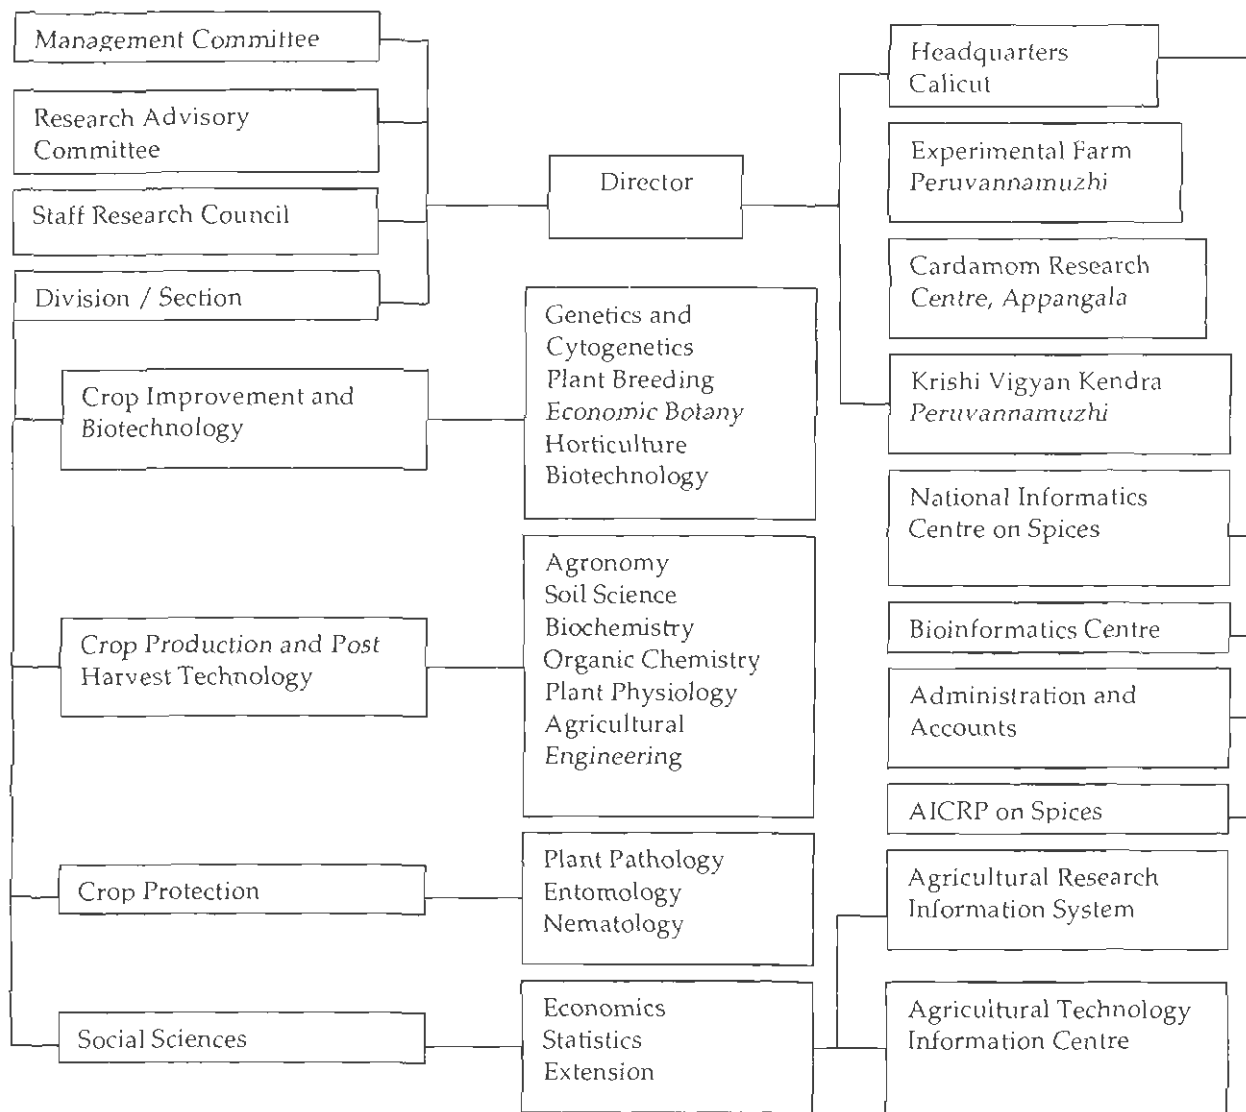 Management Committee
Research Advisory
Committee
Staff Research Council
Division / Section
Director
Headquarters
Calicut
Experimental Farm
Peruvannamuzhi
Cardamom Research
Centre, Appangala
Krishi Vigyan Kendra
Peruvannamuzhi
Crop Improvement and
Biotechnology
Genetics and
Cytogenetics
Plant Breeding
Economic Botany
Horticulture
Biotechnology
National Informatics
Centre on Spices
Bioinformatics Centre
Administration and
Accounts
AICRP on Spices
Crop Production and Post
Harvest Technology
Agronomy
Soil Science
Biochemistry
Organic Chemistry
Plant Physiology
Agricultural
Engineering
Crop Protection
Plant Pathology
Entomology
Nematology
Social Sciences
Economics
Statistics
Extension
Agricultural Research
Information System
Agricultural Technology
Information Centre